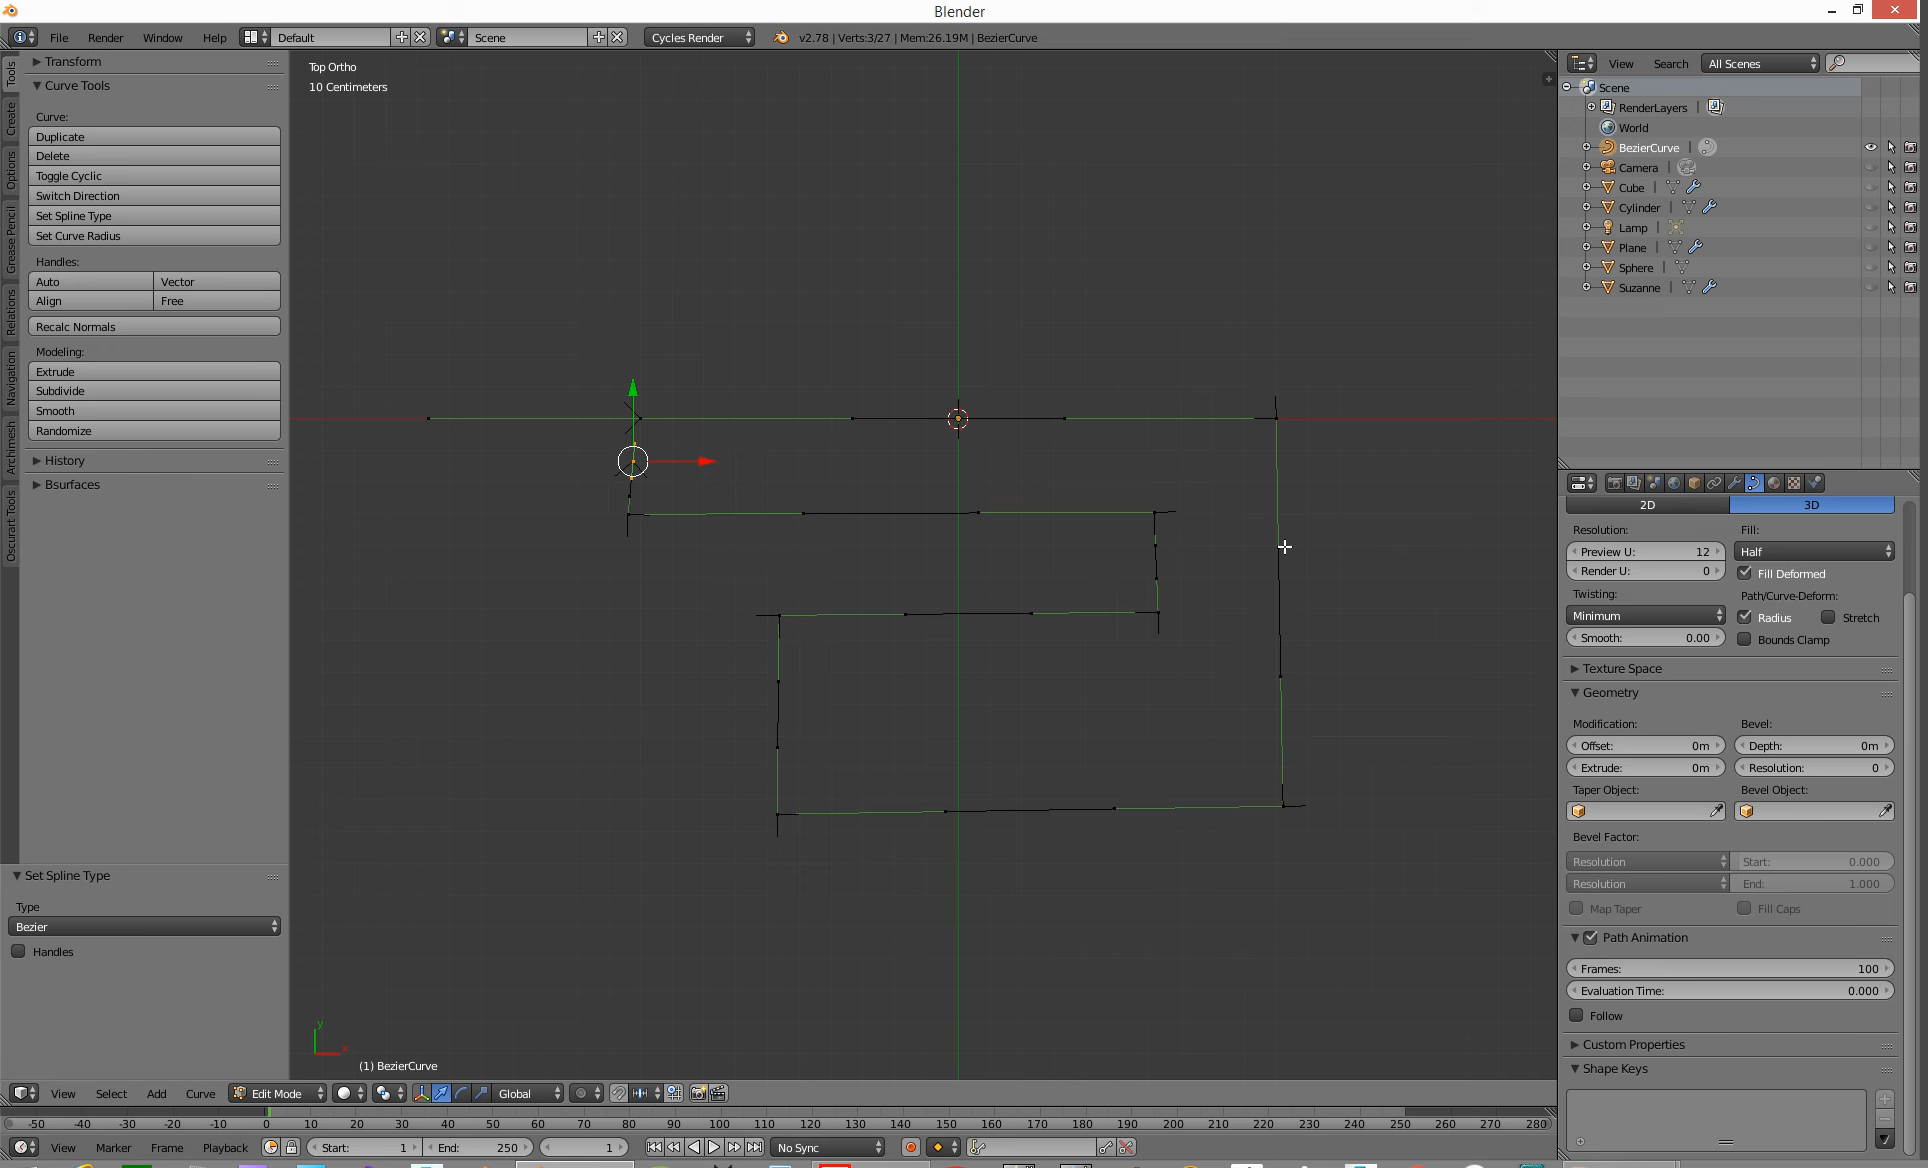 Blender
File Render Window Help Default Scene Cycles Render v2.78 | Verts:3/27 | Mem:26.19M | BezierCurve
Tools
Create
Options
Grease Pencil
Relations
Navigation
Archimesh
Oscurart Tools
Transform
Curve Tools
Curve:
Duplicate
Delete
Toggle Cyclic
Switch Direction
Set Spline Type
Set Curve Radius
Handles:
Auto Vector
Align Free
Recalc Normals
Modeling:
Extrude
Subdivide
Smooth
Randomize
History
Bsurfaces
Set Spline Type
Type
Bezier
Handles
Top Ortho
10 Centimeters
y
x
(1) BezierCurve
View Select Add Curve Edit Mode Global
View Search All Scenes
Scene
RenderLayers |
World
BezierCurve |
Camera |
Cube |
Cylinder |
Lamp |
Plane |
Sphere |
Suzanne |
2D 3D
Resolution: Fill:
Preview U: 12 Half
Render U: 0 Fill Deformed
Twisting: Path/Curve-Deform:
Minimum Radius Stretch
Smooth: 0.00 Bounds Clamp
Texture Space
Geometry
Modification: Bevel:
Offset: 0m Depth: 0m
Extrude: 0m Resolution: 0
Taper Object: Bevel Object:
Bevel Factor:
Resolution Start: 0.000
Resolution End: 1.000
Map Taper Fill Caps
Path Animation
Frames: 100
Evaluation Time: 0.000
Follow
Custom Properties
Shape Keys
-50 -40 -30 -20 -10 0 10 20 30 40 50 60 70 80 90 100 110 120 130 140 150 160 170 180 190 200 210 220 230 240 250 260 270 280
View Marker Frame Playback Start: 1 End: 250 1 No Sync